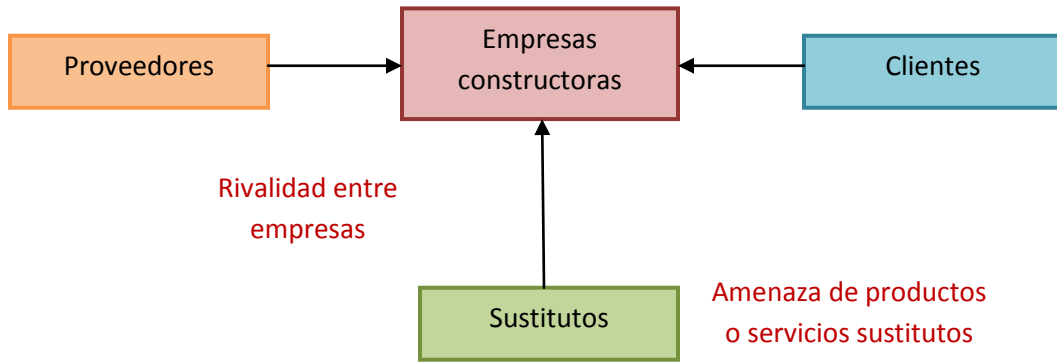 Proveedores
Empresas
constructoras
Clientes
Rivalidad entre
empresas
Sustitutos
Amenaza de productos
o servicios sustitutos